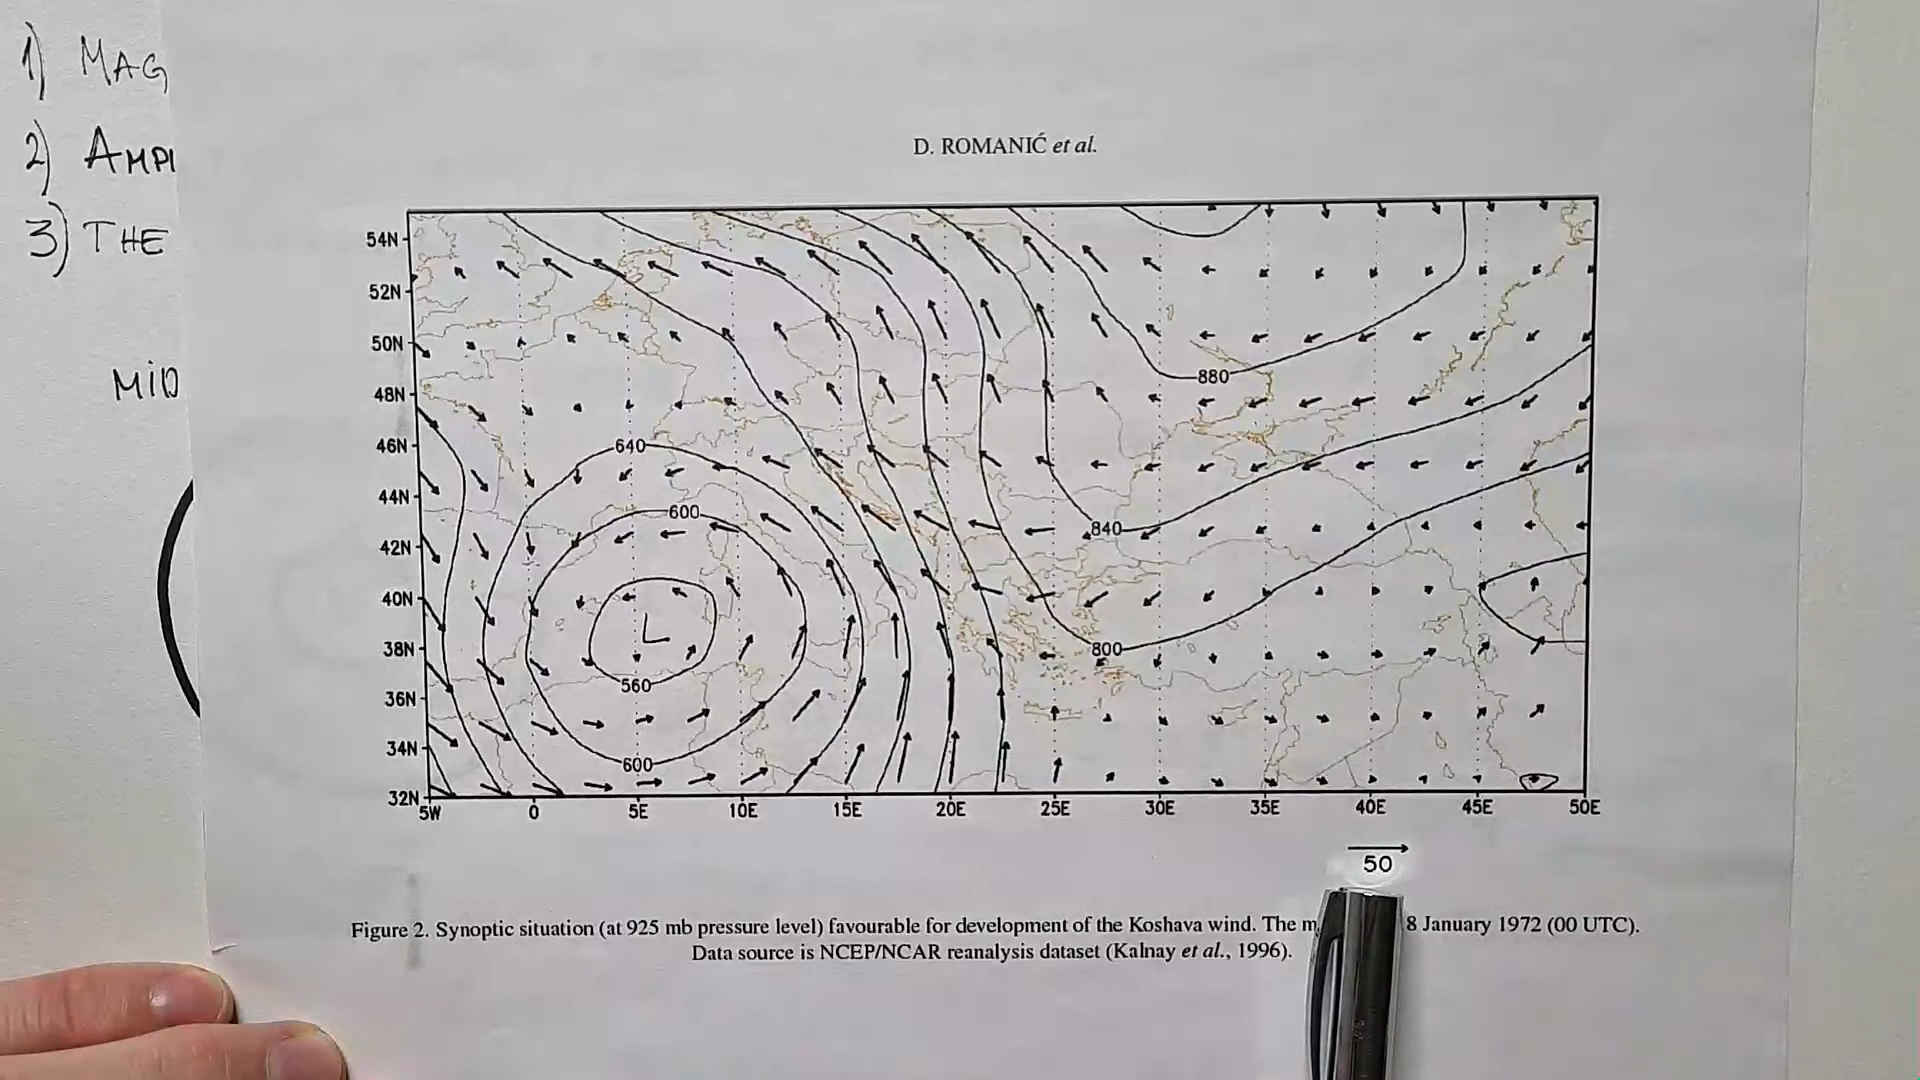 1) MAG
2) AMPI
3) THE
MID
D. ROMANIĆ et al.
54N
52N
50N
48N
46N
44N
42N
40N
38N
36N
34N
32N
880
640
600
840
L
800
560
600
5W 0 5E 10E 15E 20E 25E 30E 35E 40E 45E 50E
50
Figure 2. Synoptic situation (at 925 mb pressure level) favourable for development of the Koshava wind. The 8 January 1972 (00 UTC).
Data source is NCEP/NCAR reanalysis dataset (Kalnay et al., 1996).